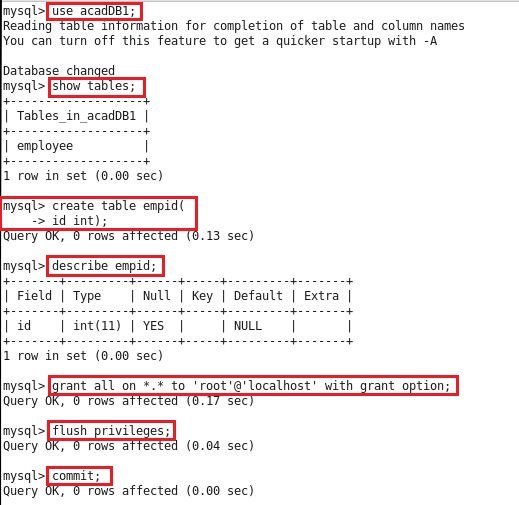 mysql> use acadDB1;
Reading table information for completion of table and column names
You can turn off this feature to get a quicker startup with -A

Database changed
mysql> show tables;
+-------------------+
| Tables_in_acadDB1 |
+-------------------+
| employee          |
+-------------------+
1 row in set (0.00 sec)

mysql> create table empid(
    -> id int);
Query OK, 0 rows affected (0.13 sec)

mysql> describe empid;
+-------+---------+------+-----+---------+-------+
| Field | Type    | Null | Key | Default | Extra |
+-------+---------+------+-----+---------+-------+
| id    | int(11) | YES  |     | NULL    |       |
+-------+---------+------+-----+---------+-------+
1 row in set (0.00 sec)

mysql> grant all on *.* to 'root'@'localhost' with grant option;
Query OK, 0 rows affected (0.17 sec)

mysql> flush privileges;
Query OK, 0 rows affected (0.04 sec)

mysql> commit;
Query OK, 0 rows affected (0.00 sec)